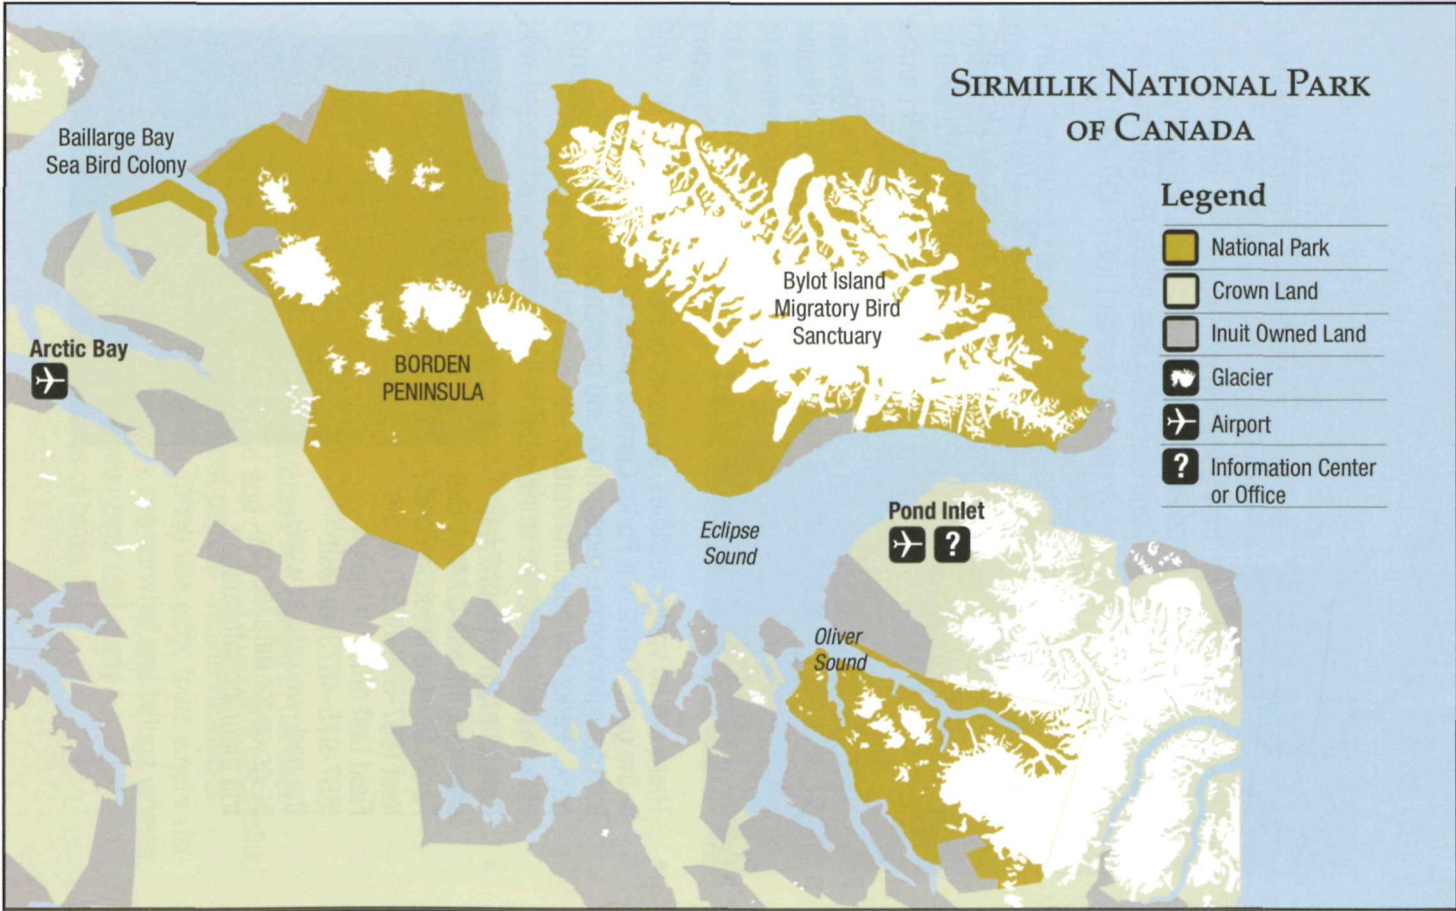 SIRMILIK NATIONAL PARK
OF CANADA
Baillarge Bay
Sea Bird Colony
Legend
National Park
Crown Land
Inuit Owned Land
Glacier
Airport
?
Information Center
or Office
Bylot Island
Migratory Bird
Sanctuary
Arctic Bay
BORDEN
PENINSULA
Eclipse
Sound
Pond Inlet
?
Oliver
Sound